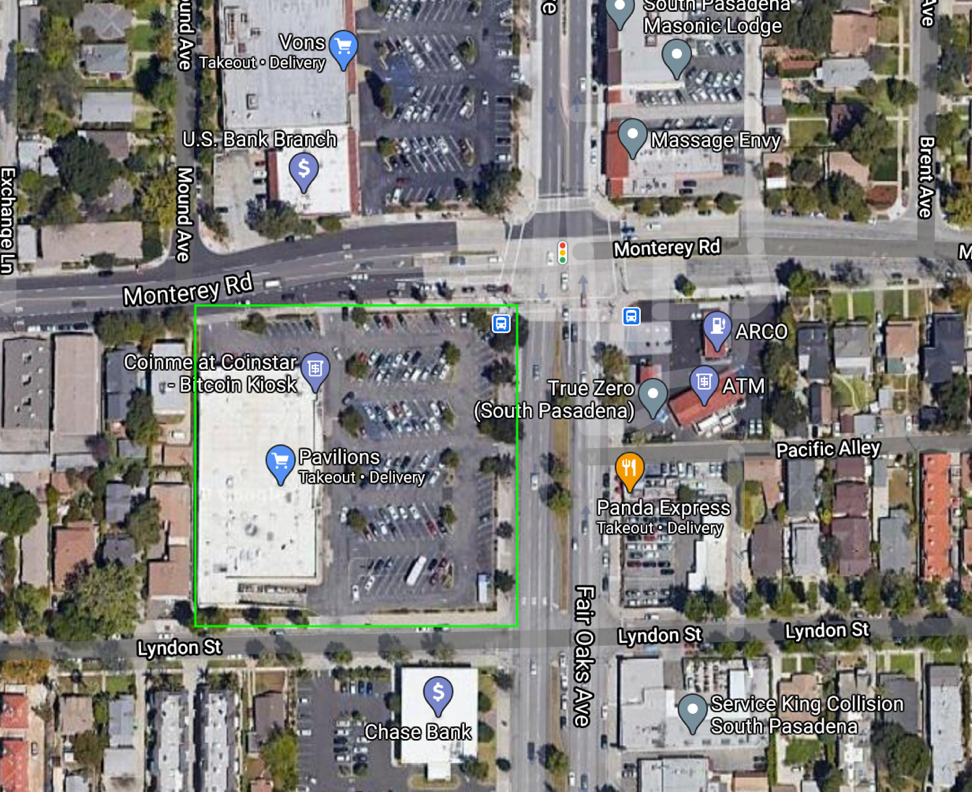 South Pasadena
Masonic Lodge
Vons
Takeout • Delivery
U.S. Bank Branch
Massage Envy
Mound Ave
Brent Ave
Exchange Ln
Monterey Rd
Monterey Rd
Coinme at Coinstar
- Bitcoin Kiosk
ARCO
True Zero
(South Pasadena)
ATM
Pavilions
Takeout • Delivery
Pacific Alley
Panda Express
Takeout • Delivery
Fair Oaks Ave
Lyndon St
Lyndon St
Lyndon St
Chase Bank
Service King Collision
South Pasadena